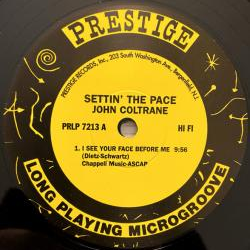 PRESTIGE
PRESTIGE RECORDS, INC., 203 South Washington Ave., Bergenfield, N.J.
SETTIN' THE PACE
JOHN COLTRANE
PRLP 7213 A HI FI
1. I SEE YOUR FACE BEFORE ME 9:56
(Dietz-Schwartz)
Chappell Music-ASCAP
LONG PLAYING MICROGROOVE